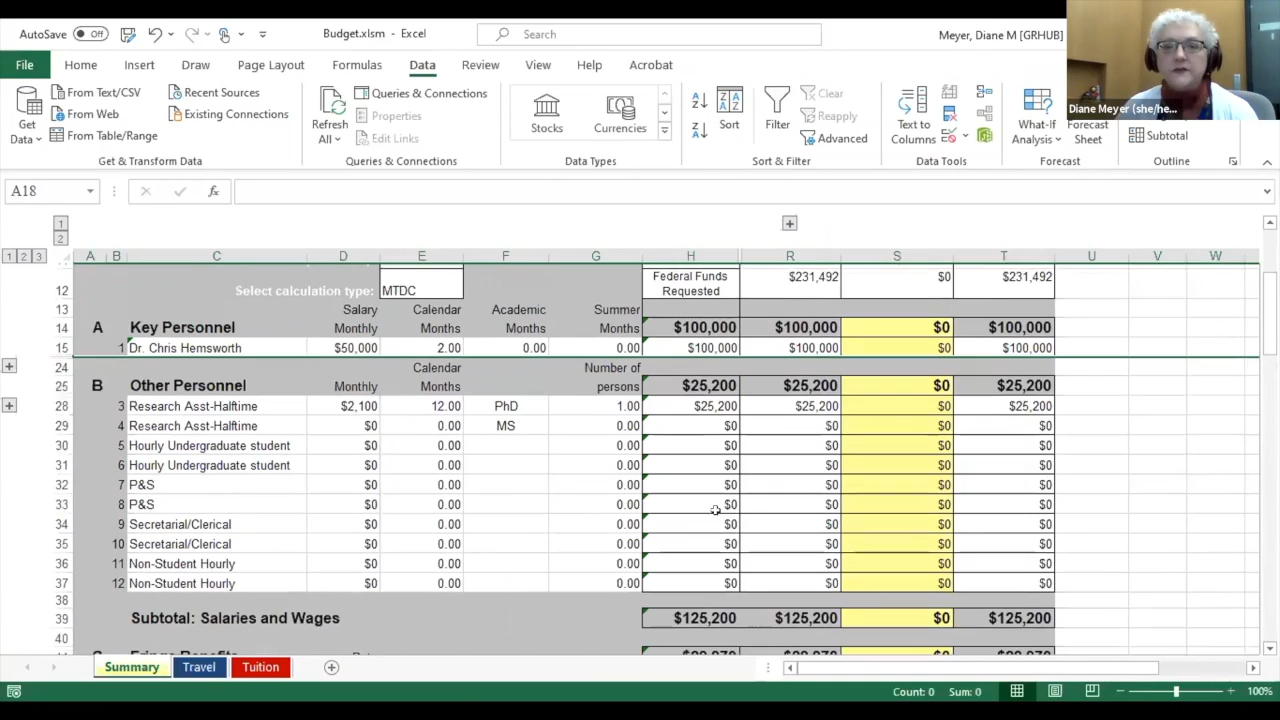 AutoSave Off Budget.xlsm - Excel Search Meyer, Diane M [GRHUB]
Diane Meyer (she/he...
File Home Insert Draw Page Layout Formulas Data Review View Help Acrobat
Get Data From Text/CSV From Web From Table/Range Recent Sources Existing Connections
Get & Transform Data
Refresh All Queries & Connections Properties Edit Links
Queries & Connections
Stocks Currencies
Data Types
Sort Filter Clear Reapply Advanced
Sort & Filter
Text to Columns
Data Tools
What-If Analysis Forecast Sheet
Forecast
Subtotal
Outline
A18 fx
1
2
1 2 3 A B C D E F G H R S T U V W
Federal Funds Requested $231,492 $0 $231,492
12 Select calculation type: MTDC
13 Salary Calendar Academic Summer
14 A Key Personnel Monthly Months Months Months $100,000 $100,000 $0 $100,000
15 1 Dr. Chris Hemsworth $50,000 2.00 0.00 0.00 $100,000 $100,000 $0 $100,000
24 Calendar Number of
25 B Other Personnel Monthly Months persons $25,200 $25,200 $0 $25,200
28 3 Research Asst-Halftime $2,100 12.00 PhD 1.00 $25,200 $25,200 $0 $25,200
29 4 Research Asst-Halftime $0 0.00 MS 0.00 $0 $0 $0 $0
30 5 Hourly Undergraduate student $0 0.00 0.00 $0 $0 $0 $0
31 6 Hourly Undergraduate student $0 0.00 0.00 $0 $0 $0 $0
32 7 P&S $0 0.00 0.00 $0 $0 $0 $0
33 8 P&S $0 0.00 0.00 $0 $0 $0 $0
34 9 Secretarial/Clerical $0 0.00 0.00 $0 $0 $0 $0
35 10 Secretarial/Clerical $0 0.00 0.00 $0 $0 $0 $0
36 11 Non-Student Hourly $0 0.00 0.00 $0 $0 $0 $0
37 12 Non-Student Hourly $0 0.00 0.00 $0 $0 $0 $0
38
39 Subtotal: Salaries and Wages $125,200 $125,200 $0 $125,200
40
Summary Travel Tuition
Count: 0 Sum: 0 100%